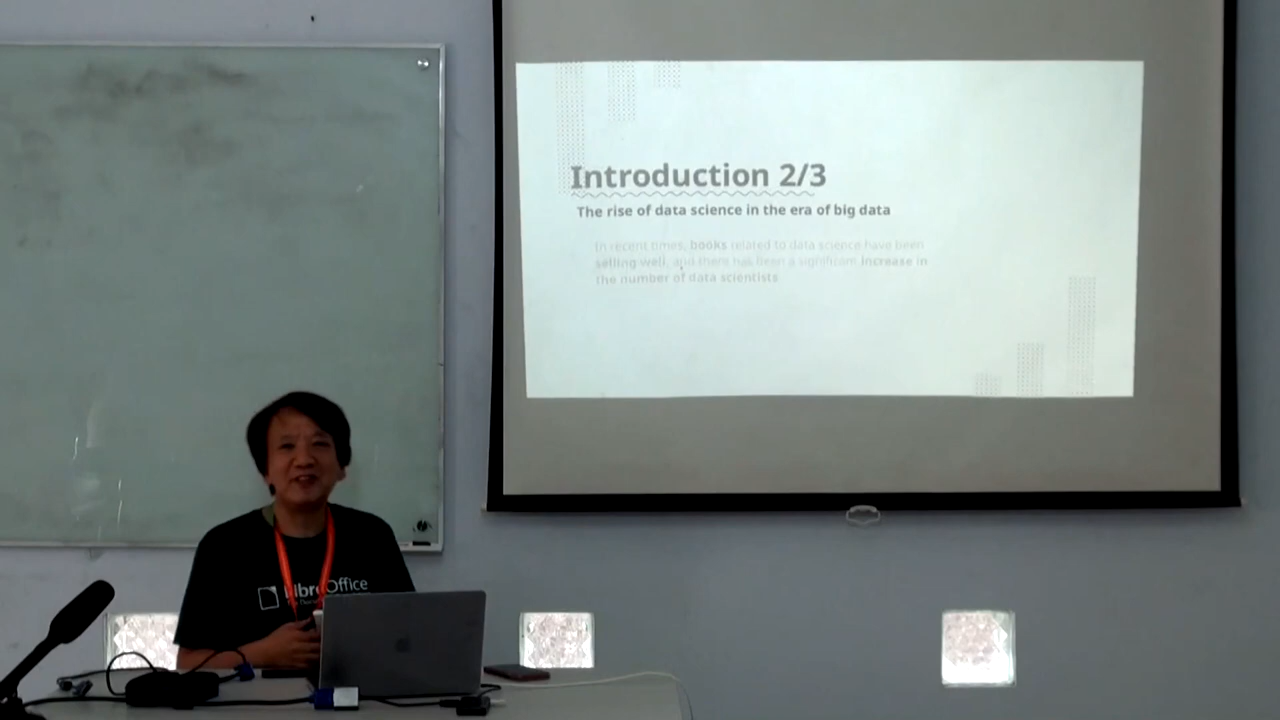 Introduction 2/3
The rise of data science in the era of big data
In recent times, books related to data science have been
selling well, and there has been a significant increase in
the number of data scientists
LibreOffice